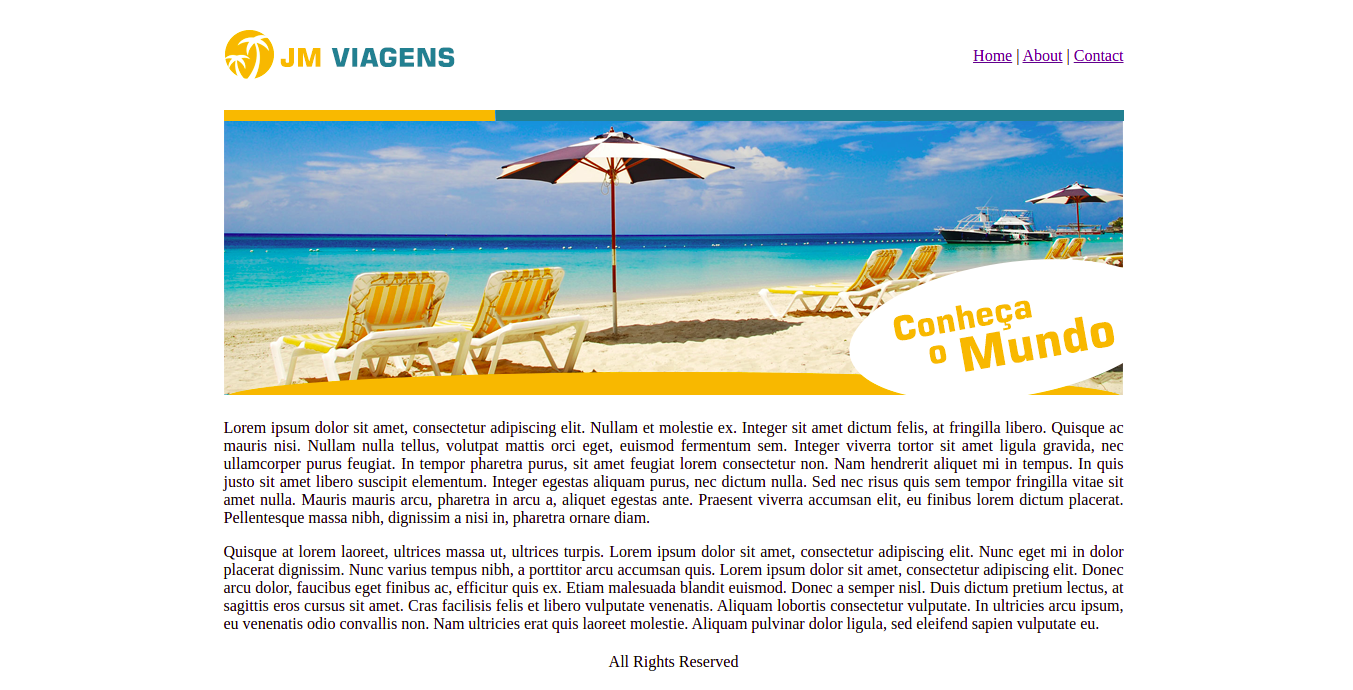 JM VIAGENS
Home | About | Contact
Conheça
o Mundo
Lorem ipsum dolor sit amet, consectetur adipiscing elit. Nullam et molestie ex. Integer sit amet dictum felis, at fringilla libero. Quisque ac
mauris nisi. Nullam nulla tellus, volutpat mattis orci eget, euismod fermentum sem. Integer viverra tortor sit amet ligula gravida, nec
ullamcorper purus feugiat. In tempor pharetra purus, sit amet feugiat lorem consectetur non. Nam hendrerit aliquet mi in tempus. In quis
justo sit amet libero suscipit elementum. Integer egestas aliquam purus, nec dictum nulla. Sed nec risus quis sem tempor fringilla vitae sit
amet nulla. Mauris mauris arcu, pharetra in arcu a, aliquet egestas ante. Praesent viverra accumsan elit, eu finibus lorem dictum placerat.
Pellentesque massa nibh, dignissim a nisi in, pharetra ornare diam.
Quisque at lorem laoreet, ultrices massa ut, ultrices turpis. Lorem ipsum dolor sit amet, consectetur adipiscing elit. Nunc eget mi in dolor
placerat dignissim. Nunc varius tempus nibh, a porttitor arcu accumsan quis. Lorem ipsum dolor sit amet, consectetur adipiscing elit. Donec
arcu dolor, faucibus eget finibus ac, efficitur quis ex. Etiam malesuada blandit euismod. Donec a semper nisl. Duis dictum pretium lectus, at
sagittis eros cursus sit amet. Cras facilisis felis et libero vulputate venenatis. Aliquam lobortis consectetur vulputate. In ultricies arcu ipsum,
eu venenatis odio convallis non. Nam ultricies erat quis laoreet molestie. Aliquam pulvinar dolor ligula, sed eleifend sapien vulputate eu.
All Rights Reserved